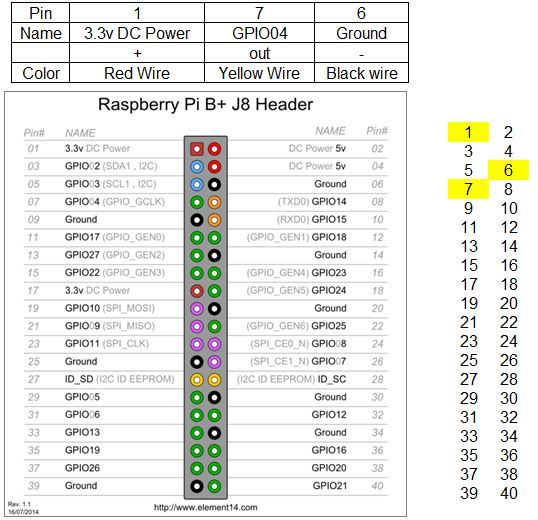 Pin 1 7 6
Name 3.3v DC Power GPIO04 Ground
+ out -
Color Red Wire Yellow Wire Black wire
Raspberry Pi B+ J8 Header
Pin# NAME NAME Pin#
01 3.3v DC Power DC Power 5v 02
03 GPIO02 (SDA1 , I2C) DC Power 5v 04
05 GPIO03 (SCL1 , I2C) Ground 06
07 GPIO04 (GPIO_GCLK) (TXD0) GPIO14 08
09 Ground (RXD0) GPIO15 10
11 GPIO17 (GPIO_GEN0) (GPIO_GEN1) GPIO18 12
13 GPIO27 (GPIO_GEN2) Ground 14
15 GPIO22 (GPIO_GEN3) (GPIO_GEN4) GPIO23 16
17 3.3v DC Power (GPIO_GEN5) GPIO24 18
19 GPIO10 (SPI_MOSI) Ground 20
21 GPIO09 (SPI_MISO) (GPIO_GEN6) GPIO25 22
23 GPIO11 (SPI_CLK) (SPI_CE0_N) GPIO08 24
25 Ground (SPI_CE1_N) GPIO07 26
27 ID_SD (I2C ID EEPROM) (I2C ID EEPROM) ID_SC 28
29 GPIO05 Ground 30
31 GPIO06 GPIO12 32
33 GPIO13 Ground 34
35 GPIO19 GPIO16 36
37 GPIO26 GPIO20 38
39 Ground GPIO21 40
Rev. 1.1
16/07/2014
http://www.element14.com
1 2
3 4
5 6
7 8
9 10
11 12
13 14
15 16
17 18
19 20
21 22
23 24
25 26
27 28
29 30
31 32
33 34
35 36
37 38
39 40